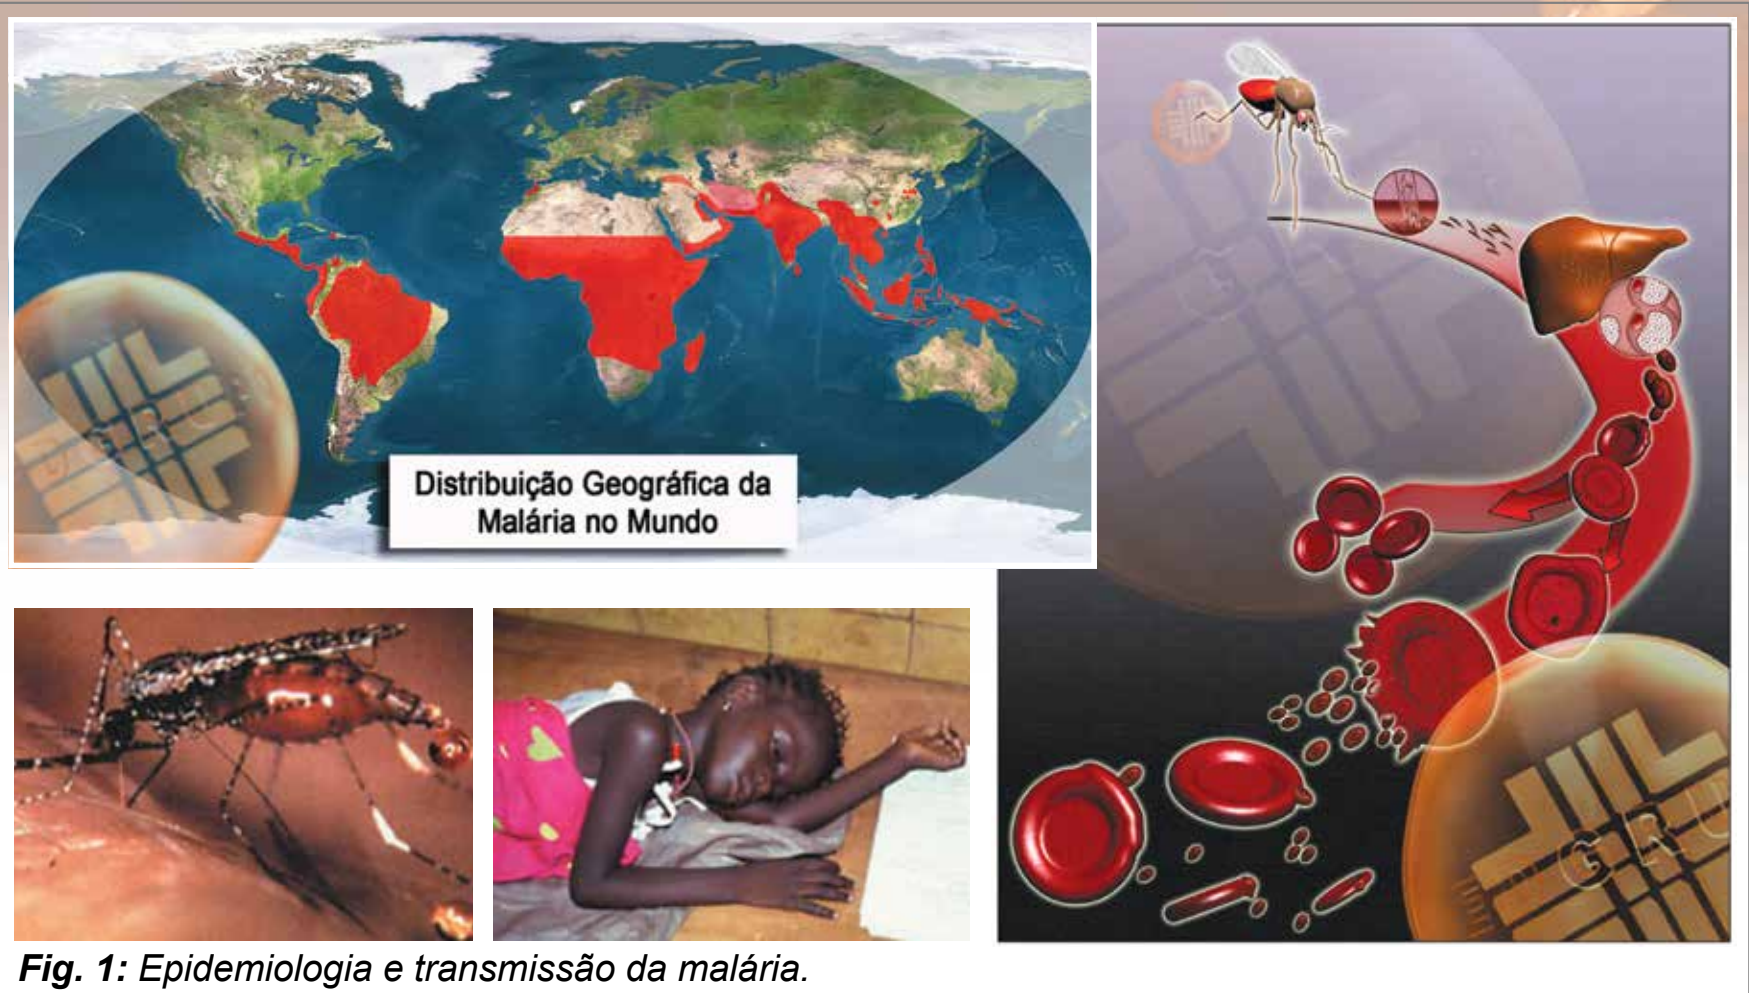 Distribuição Geográfica da
Malária no Mundo
G R U
Fig. 1: Epidemiologia e transmissão da malária.